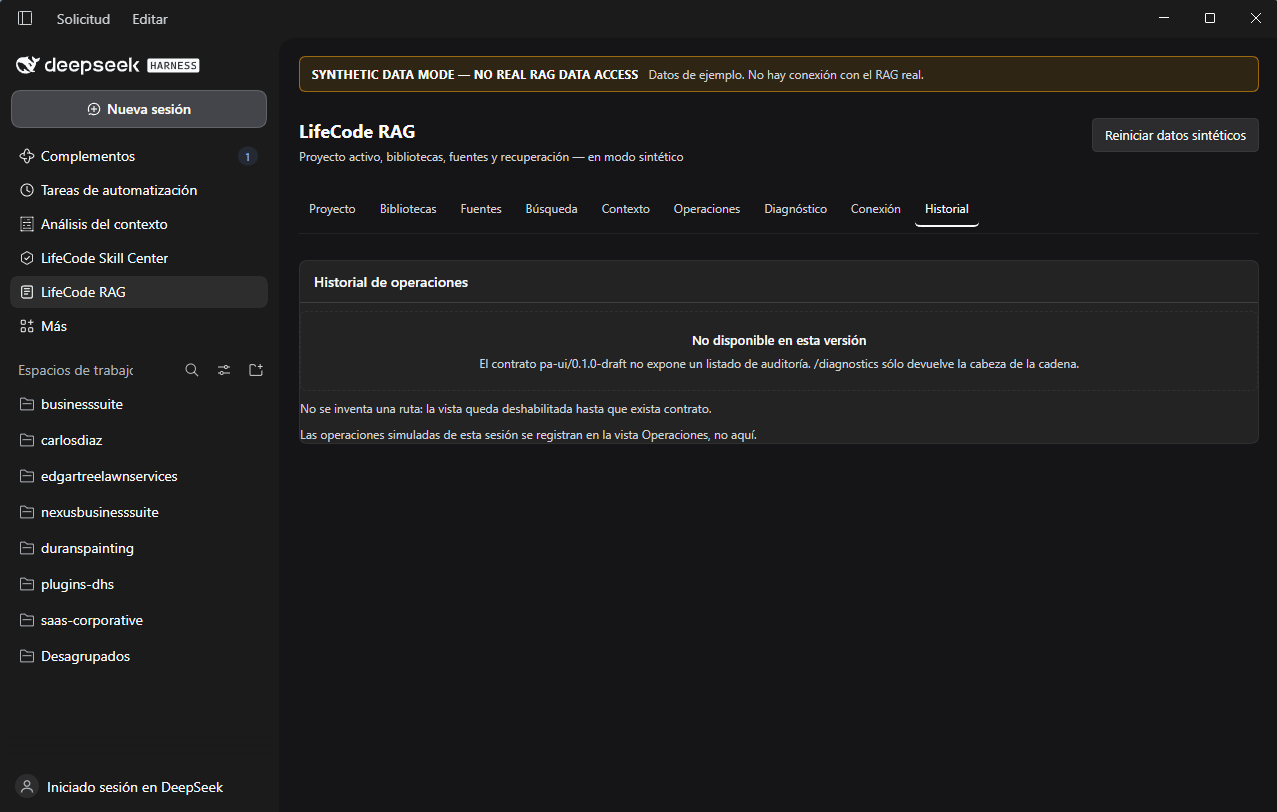 Solicitud Editar
deepseek HARNESS
Nueva sesión
Complementos 1
Tareas de automatización
Análisis del contexto
LifeCode Skill Center
LifeCode RAG
Más
Espacios de trabajo
businesssuite
carlosdiaz
edgartreelawnservices
nexusbusinesssuite
duranspainting
plugins-dhs
saas-corporative
Desagrupados
Iniciado sesión en DeepSeek
SYNTHETIC DATA MODE — NO REAL RAG DATA ACCESS Datos de ejemplo. No hay conexión con el RAG real.
LifeCode RAG
Proyecto activo, bibliotecas, fuentes y recuperación — en modo sintético
Reiniciar datos sintéticos
Proyecto Bibliotecas Fuentes Búsqueda Contexto Operaciones Diagnóstico Conexión Historial
Historial de operaciones
No disponible en esta versión
El contrato pa-ui/0.1.0-draft no expone un listado de auditoría. /diagnostics sólo devuelve la cabeza de la cadena.
No se inventa una ruta: la vista queda deshabilitada hasta que exista contrato.
Las operaciones simuladas de esta sesión se registran en la vista Operaciones, no aquí.